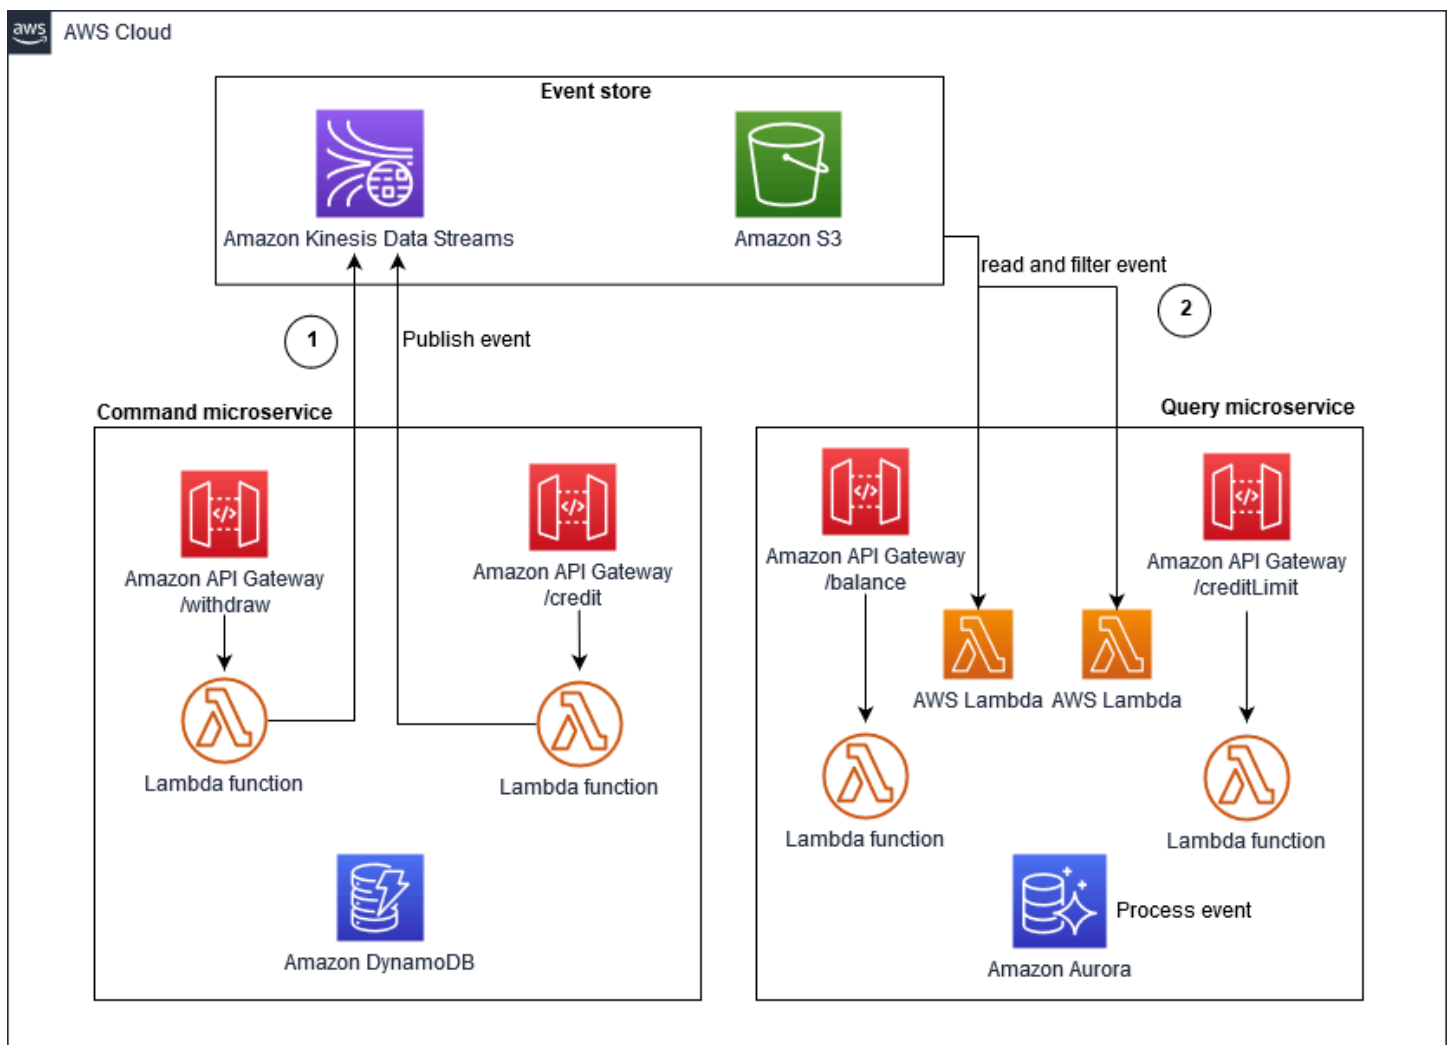 aws
AWS Cloud
Event store
Amazon Kinesis Data Streams
Amazon S3
read and filter event
1
2
Publish event
Command microservice
Query microservice
Amazon API Gateway
/withdraw
Amazon API Gateway
/credit
Amazon API Gateway
/balance
Amazon API Gateway
/creditLimit
AWS Lambda
AWS Lambda
Lambda function
Lambda function
Lambda function
Lambda function
Amazon DynamoDB
Process event
Amazon Aurora